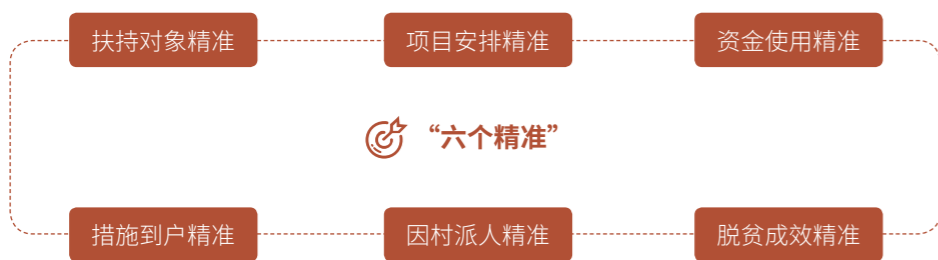 扶持对象精准
项目安排精准
资金使用精准
“六个精准”
措施到户精准
因村派人精准
脱贫成效精准